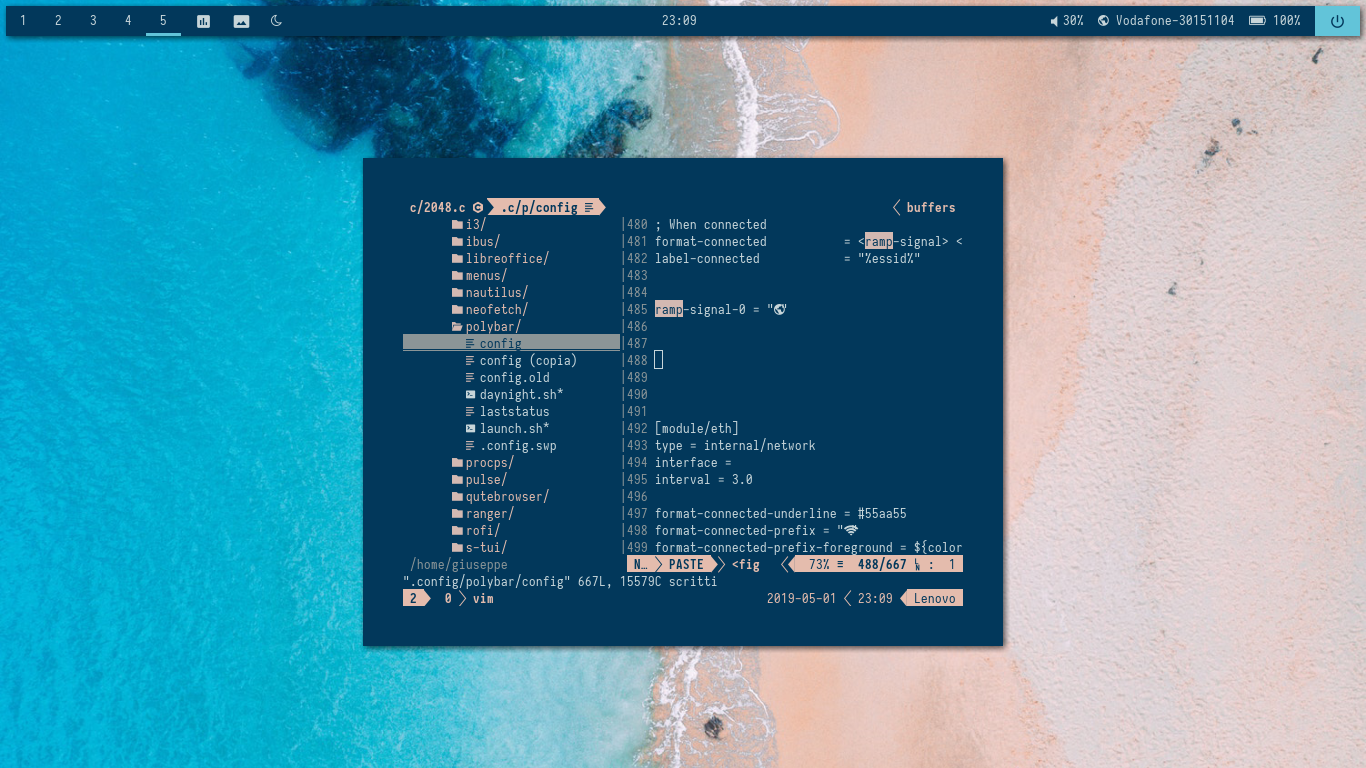 1 2 3 4 5 23:09 30% Vodafone-30151104 100%
c/2048.c .c/p/config buffers
i3/ 480 ; When connected
ibus/ 481 format-connected = <ramp-signal> <
libreoffice/ 482 label-connected = "%essid%"
menus/ 483
nautilus/ 484
neofetch/ 485 ramp-signal-0 = " "
polybar/ 486
config 487
config (copia) 488
config.old 489
daynight.sh* 490
laststatus 491
launch.sh* 492 [module/eth]
.config.swp 493 type = internal/network
procps/ 494 interface =
pulse/ 495 interval = 3.0
qutebrowser/ 496
ranger/ 497 format-connected-underline = #55aa55
rofi/ 498 format-connected-prefix = "
s-tui/ 499 format-connected-prefix-foreground = ${color
/home/giuseppe N… PASTE <fig 73% ≡ 488/667 ㏑ : 1
".config/polybar/config" 667L, 15579C scritti
2 0 vim 2019-05-01 23:09 Lenovo